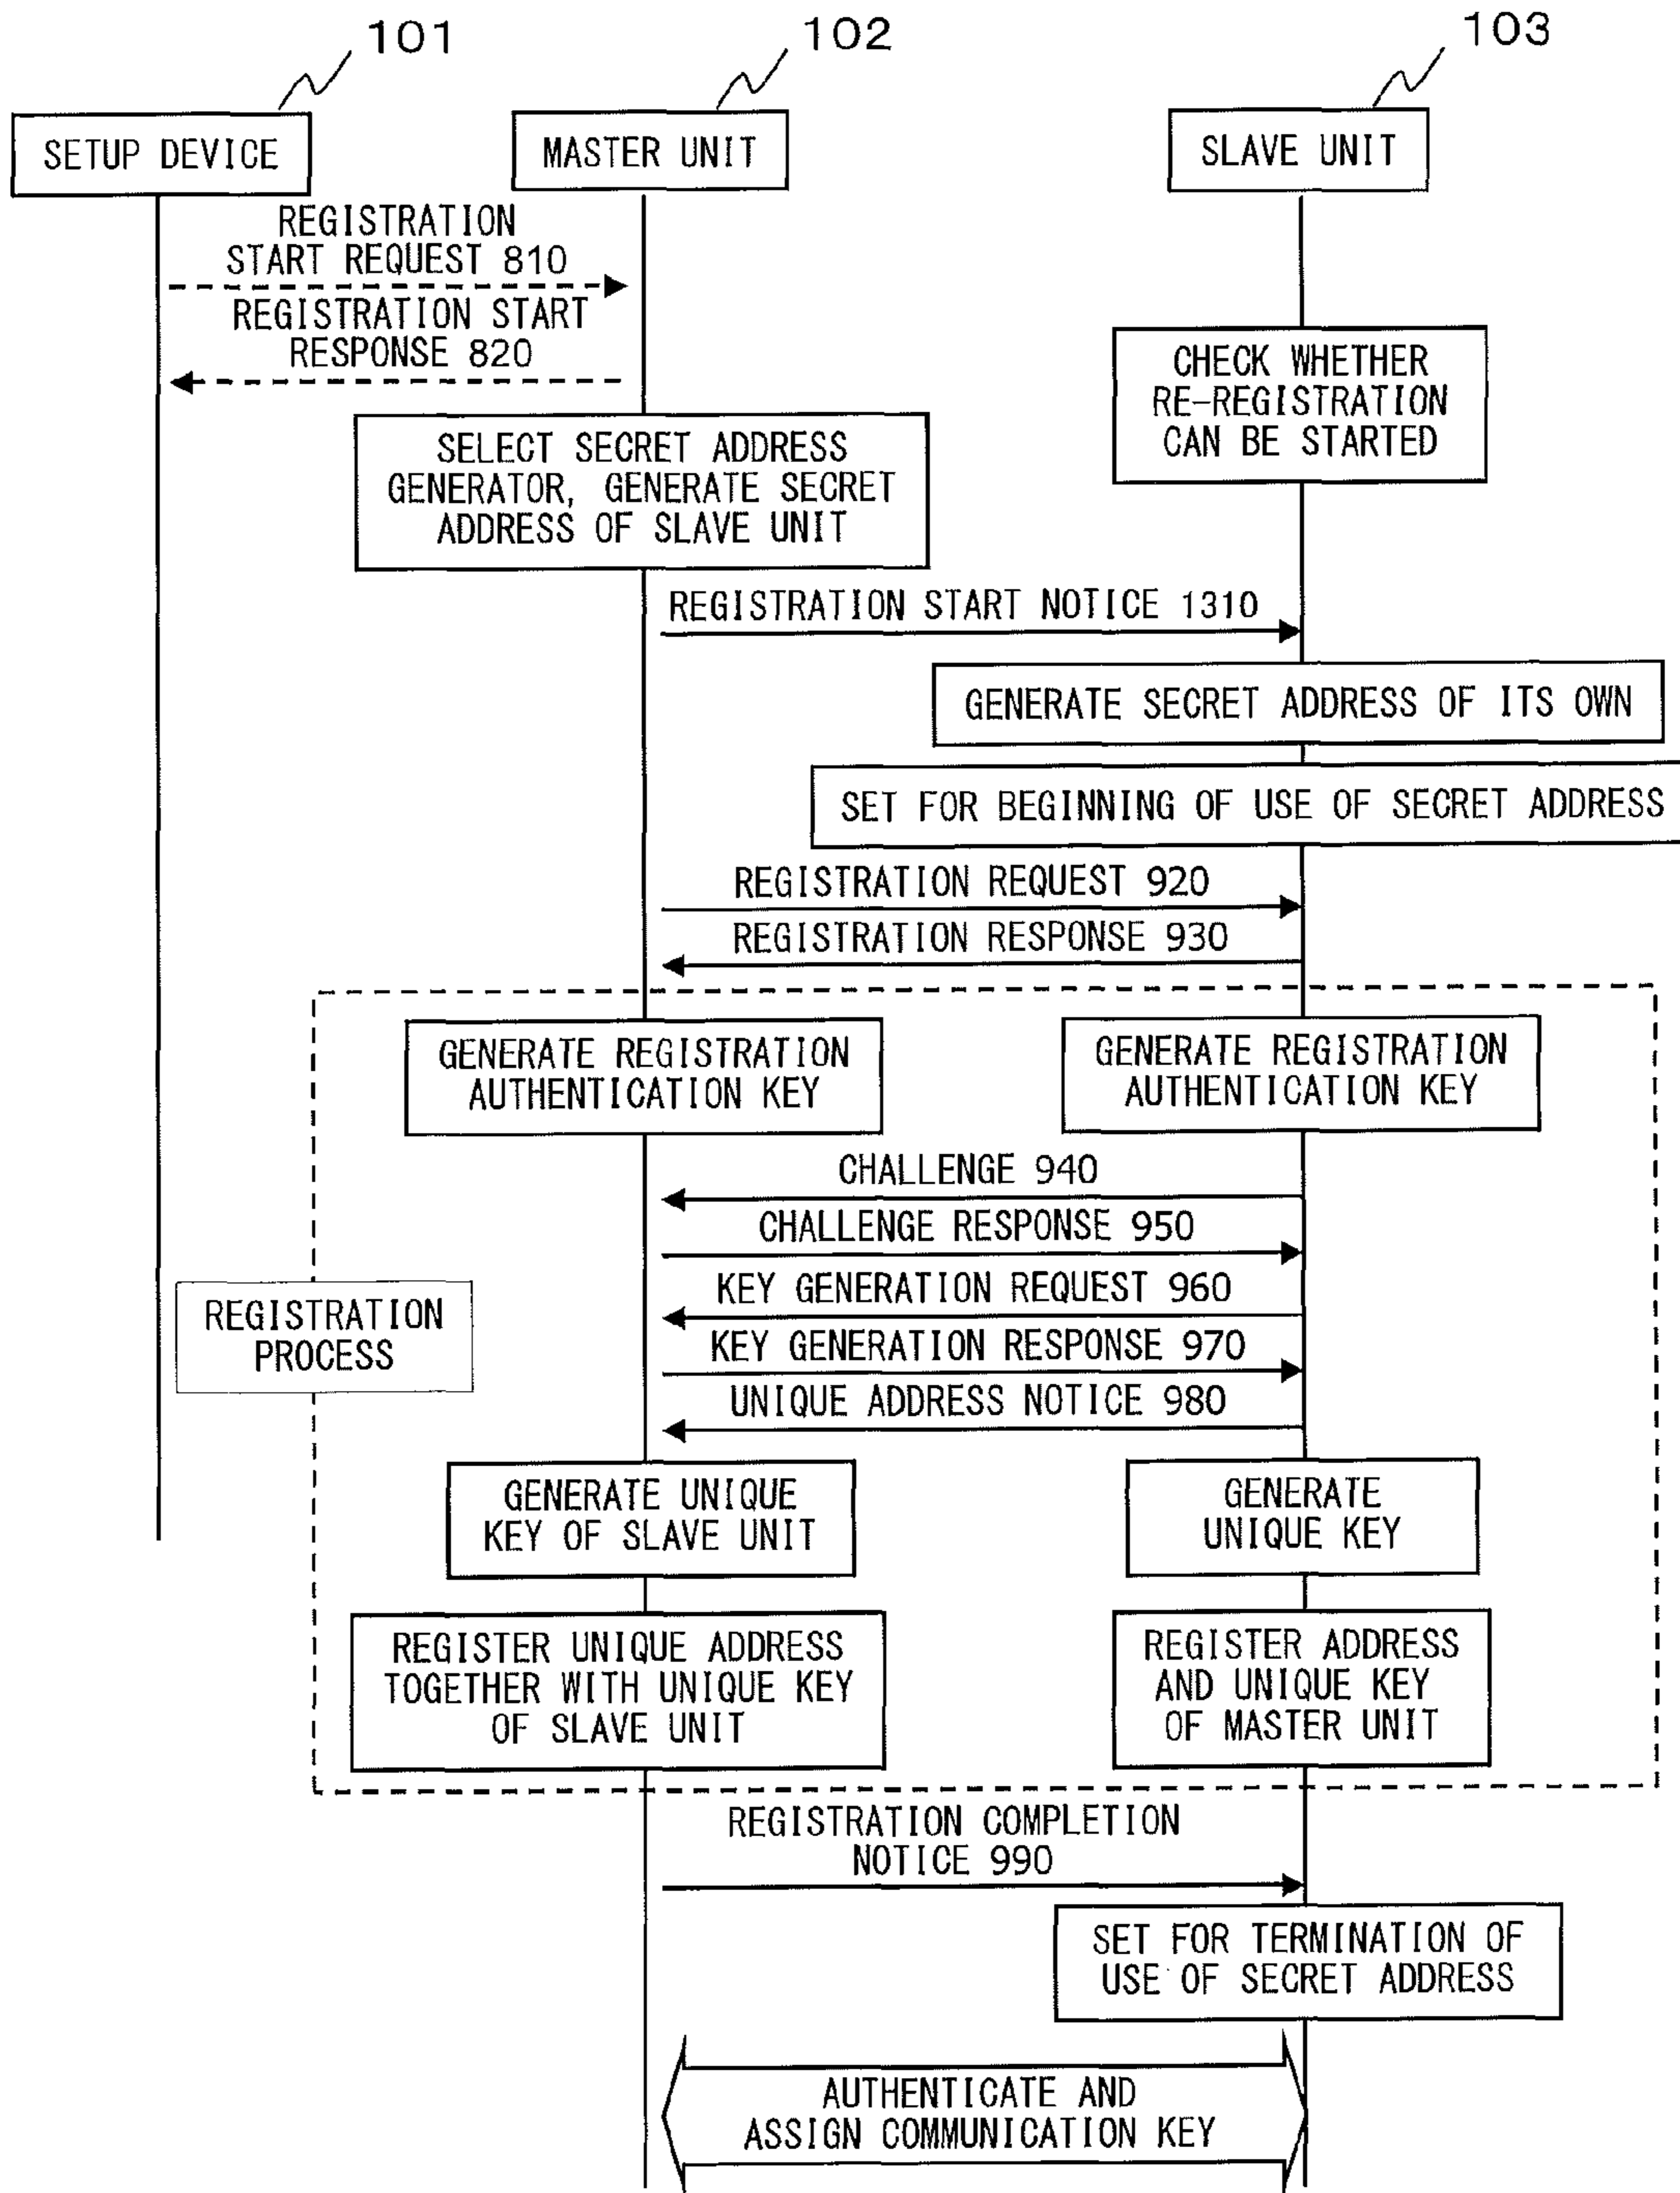 101
102
103
SETUP DEVICE
MASTER UNIT
SLAVE UNIT
REGISTRATION
START REQUEST 810
REGISTRATION START
RESPONSE 820
CHECK WHETHER
RE-REGISTRATION
CAN BE STARTED
SELECT SECRET ADDRESS
GENERATOR, GENERATE SECRET
ADDRESS OF SLAVE UNIT
REGISTRATION START NOTICE 1310
GENERATE SECRET ADDRESS OF ITS OWN
SET FOR BEGINNING OF USE OF SECRET ADDRESS
REGISTRATION REQUEST 920
REGISTRATION RESPONSE 930
GENERATE REGISTRATION
AUTHENTICATION KEY
GENERATE REGISTRATION
AUTHENTICATION KEY
CHALLENGE 940
CHALLENGE RESPONSE 950
KEY GENERATION REQUEST 960
REGISTRATION
PROCESS
KEY GENERATION RESPONSE 970
UNIQUE ADDRESS NOTICE 980
GENERATE UNIQUE
KEY OF SLAVE UNIT
GENERATE
UNIQUE KEY
REGISTER UNIQUE ADDRESS
TOGETHER WITH UNIQUE KEY
OF SLAVE UNIT
REGISTER ADDRESS
AND UNIQUE KEY
OF MASTER UNIT
REGISTRATION COMPLETION
NOTICE 990
SET FOR TERMINATION OF
USE OF SECRET ADDRESS
AUTHENTICATE AND
ASSIGN COMMUNICATION KEY